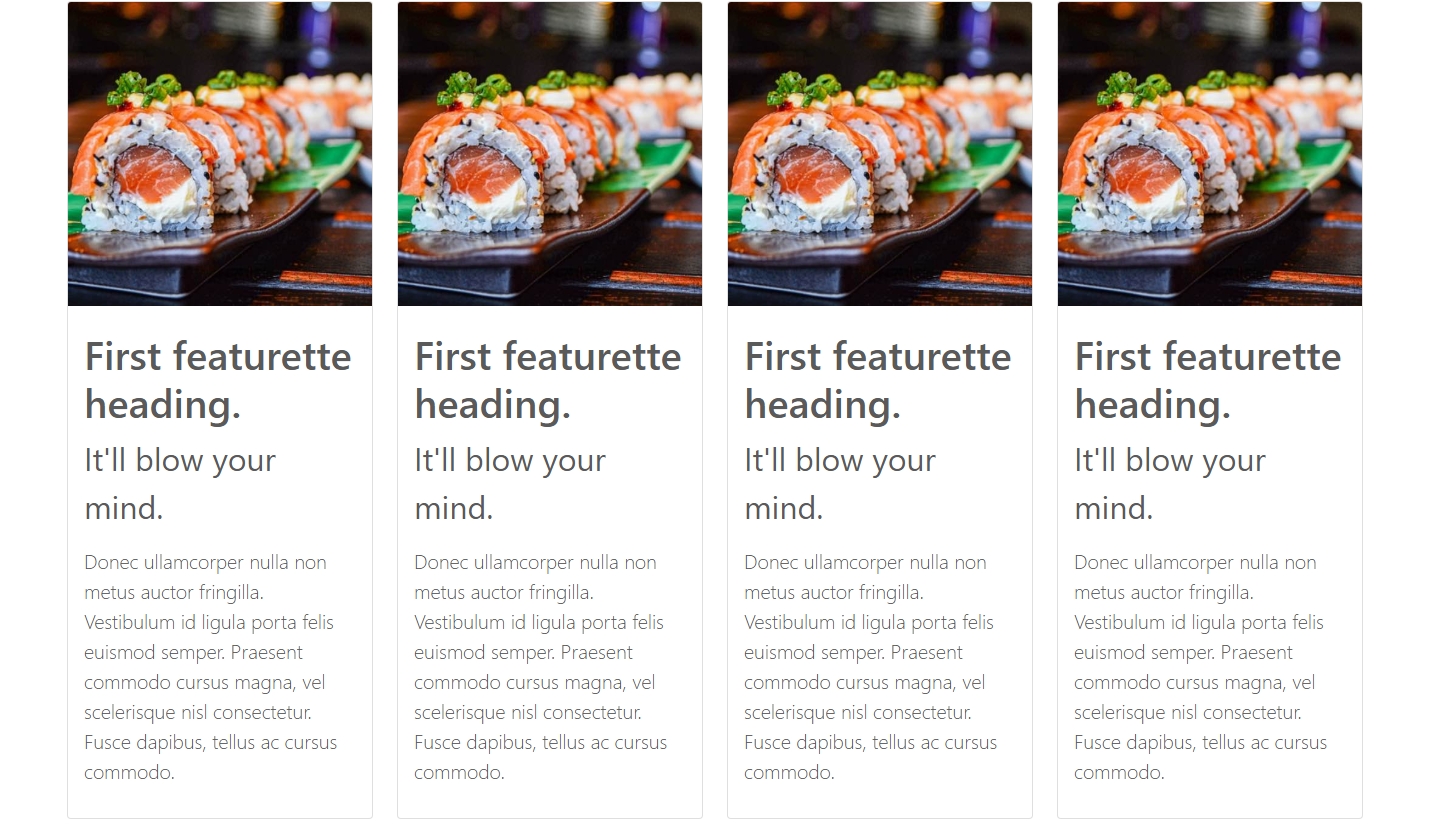 First featurette
heading.
It'll blow your
mind.
Donec ullamcorper nulla non
metus auctor fringilla.
Vestibulum id ligula porta felis
euismod semper. Praesent
commodo cursus magna, vel
scelerisque nisl consectetur.
Fusce dapibus, tellus ac cursus
commodo.
First featurette
heading.
It'll blow your
mind.
Donec ullamcorper nulla non
metus auctor fringilla.
Vestibulum id ligula porta felis
euismod semper. Praesent
commodo cursus magna, vel
scelerisque nisl consectetur.
Fusce dapibus, tellus ac cursus
commodo.
First featurette
heading.
It'll blow your
mind.
Donec ullamcorper nulla non
metus auctor fringilla.
Vestibulum id ligula porta felis
euismod semper. Praesent
commodo cursus magna, vel
scelerisque nisl consectetur.
Fusce dapibus, tellus ac cursus
commodo.
First featurette
heading.
It'll blow your
mind.
Donec ullamcorper nulla non
metus auctor fringilla.
Vestibulum id ligula porta felis
euismod semper. Praesent
commodo cursus magna, vel
scelerisque nisl consectetur.
Fusce dapibus, tellus ac cursus
commodo.